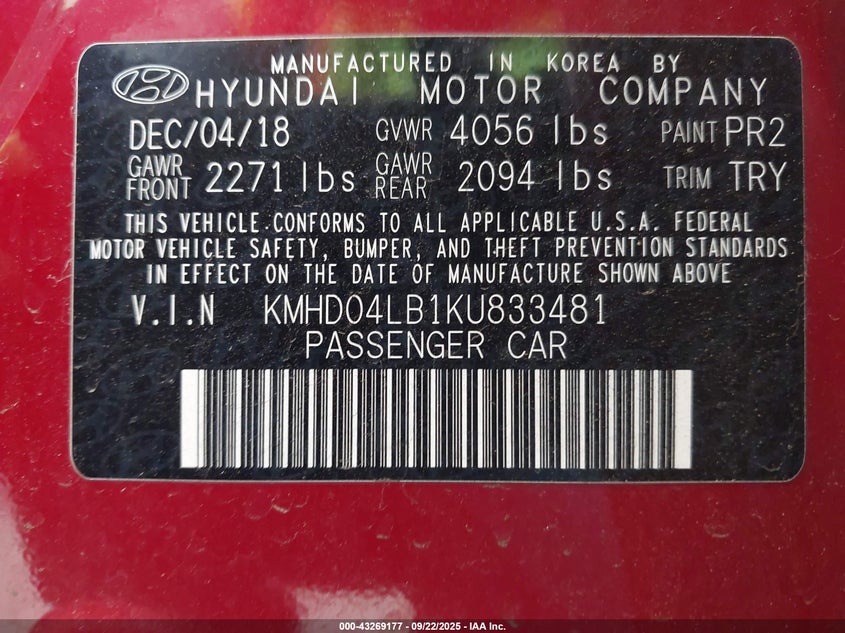 MANUFACTURED IN KOREA BY
HYUNDAI MOTOR COMPANY
DEC/04/18 GVWR 4056 lbs PAINT PR2
GAWR FRONT 2271 lbs GAWR REAR 2094 lbs TRIM TRY
THIS VEHICLE CONFORMS TO ALL APPLICABLE U.S.A. FEDERAL
MOTOR VEHICLE SAFETY, BUMPER, AND THEFT PREVENTION STANDARDS
IN EFFECT ON THE DATE OF MANUFACTURE SHOWN ABOVE
V.I.N KMHD04LB1KU833481
PASSENGER CAR
000-43269177 - 09/22/2025 - IAA Inc.